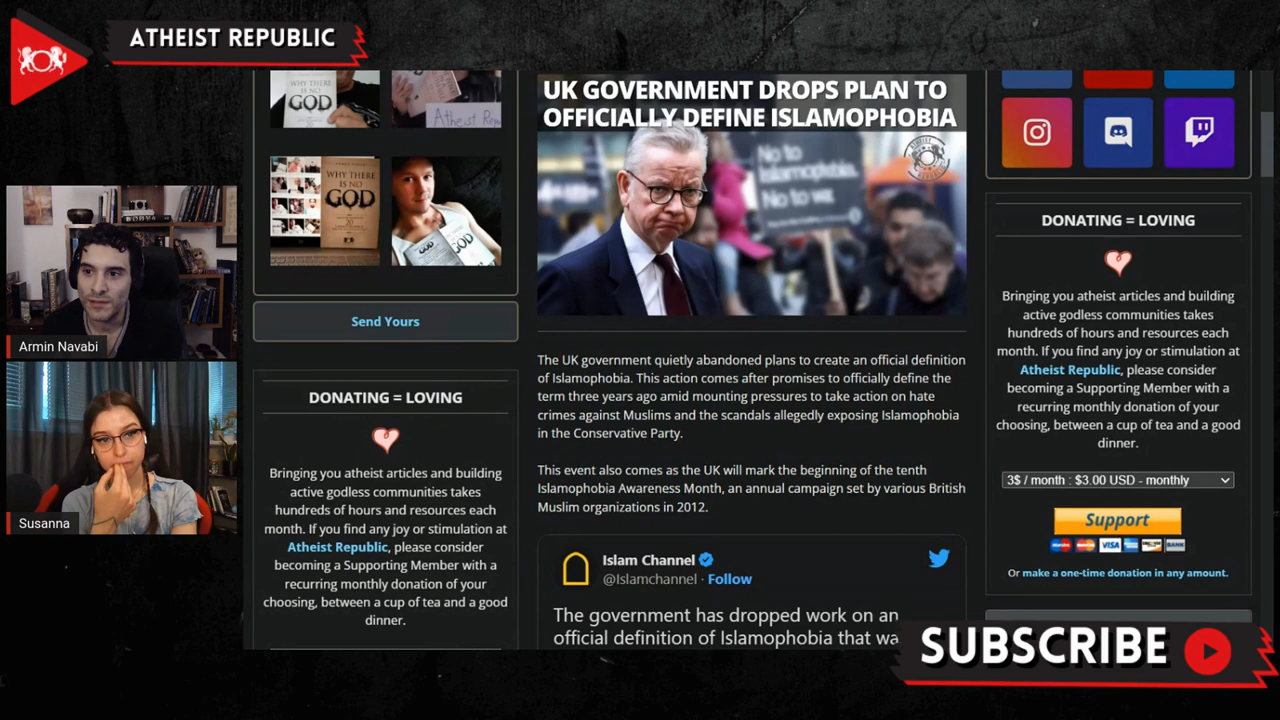 ATHEIST REPUBLIC
WHY THERE
IS NO
GOD
Atheist Rep
WHY THERE
IS NO
GOD
GOD
GOD
Send Yours
DONATING = LOVING
Bringing you atheist articles and building
active godless communities takes
hundreds of hours and resources each
month. If you find any joy or stimulation at
Atheist Republic, please consider
becoming a Supporting Member with a
recurring monthly donation of your
choosing, between a cup of tea and a good
dinner.
Armin Navabi
Susanna
UK GOVERNMENT DROPS PLAN TO
OFFICIALLY DEFINE ISLAMOPHOBIA
No to
Islamophobia.
No to wa
The UK government quietly abandoned plans to create an official definition
of Islamophobia. This action comes after promises to officially define the
term three years ago amid mounting pressures to take action on hate
crimes against Muslims and the scandals allegedly exposing Islamophobia
in the Conservative Party.
This event also comes as the UK will mark the beginning of the tenth
Islamophobia Awareness Month, an annual campaign set by various British
Muslim organizations in 2012.
Islam Channel
@Islamchannel · Follow
The government has dropped work on an
official definition of Islamophobia that wa
DONATING = LOVING
Bringing you atheist articles and building
active godless communities takes
hundreds of hours and resources each
month. If you find any joy or stimulation at
Atheist Republic, please consider
becoming a Supporting Member with a
recurring monthly donation of your
choosing, between a cup of tea and a good
dinner.
3$ / month : $3.00 USD - monthly
Support
VISA
BANK
Or make a one-time donation in any amount.
SUBSCRIBE